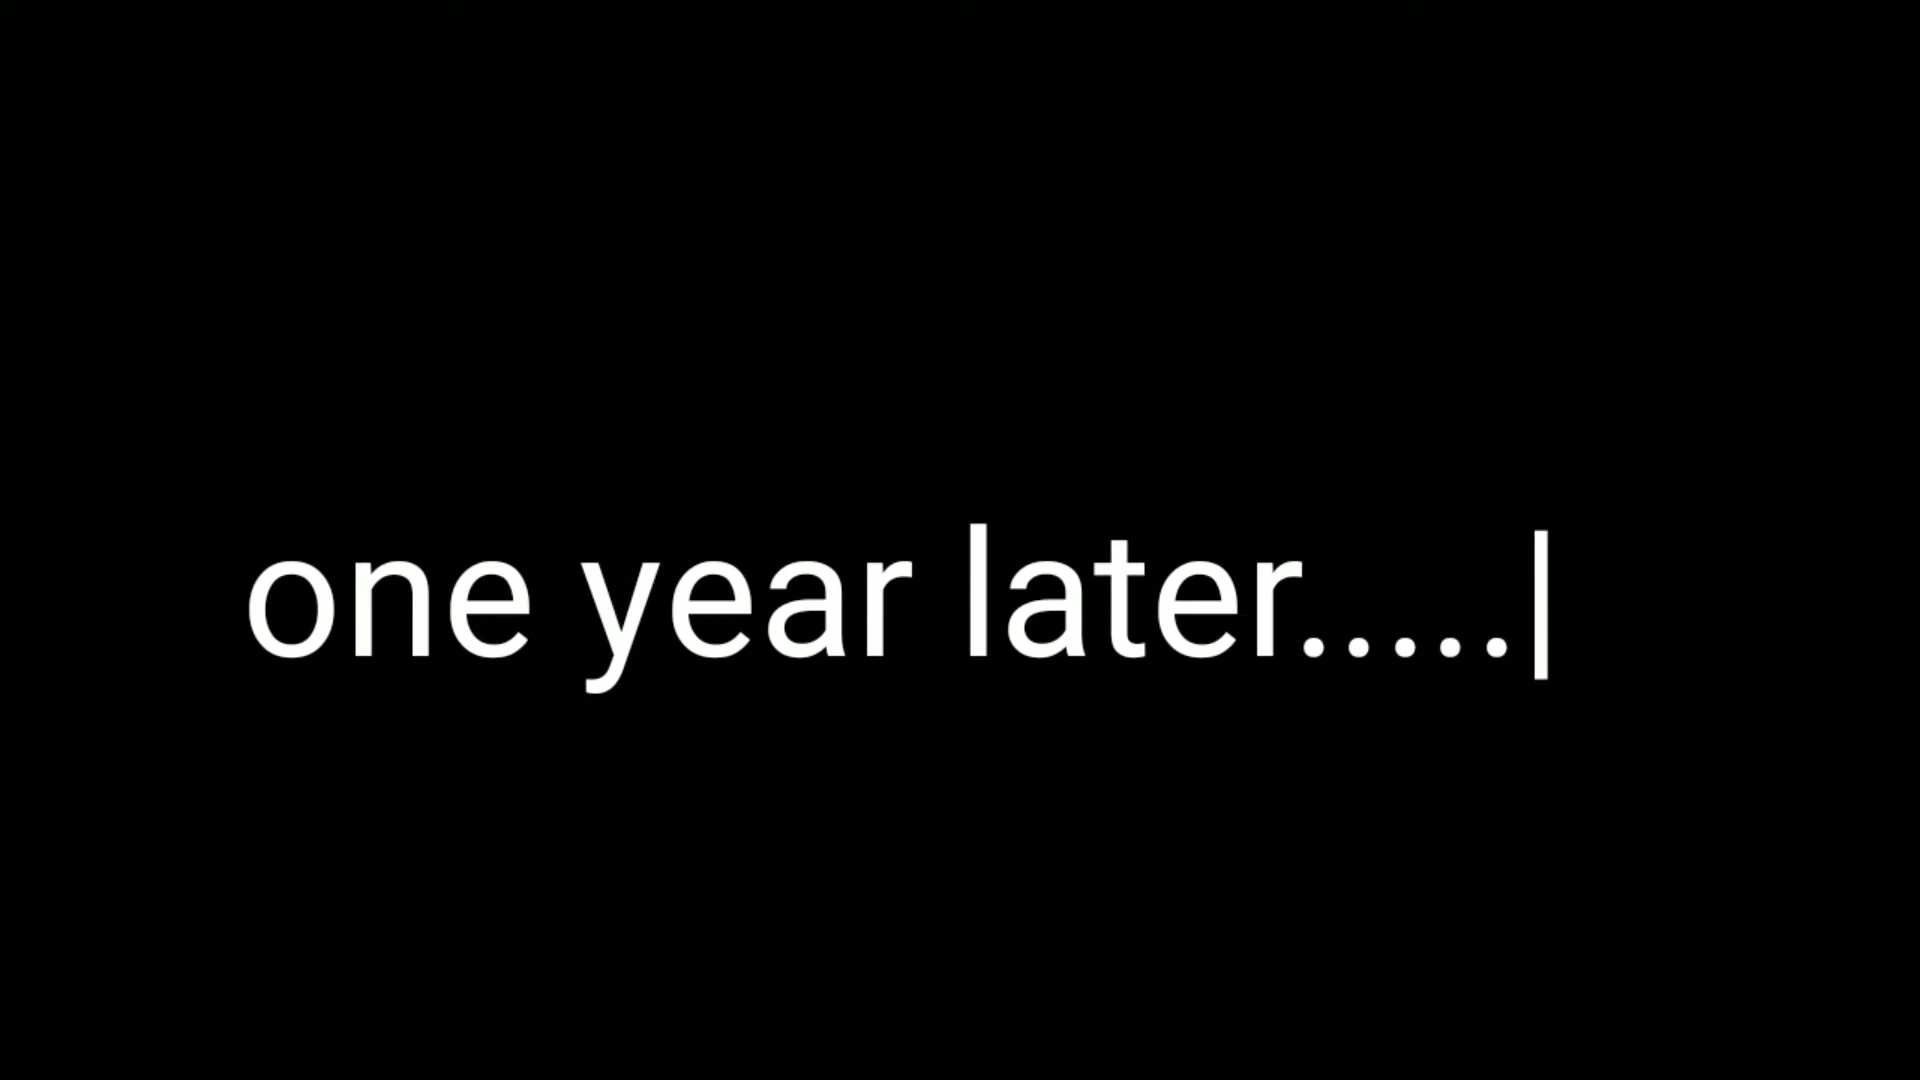 one year later.....|